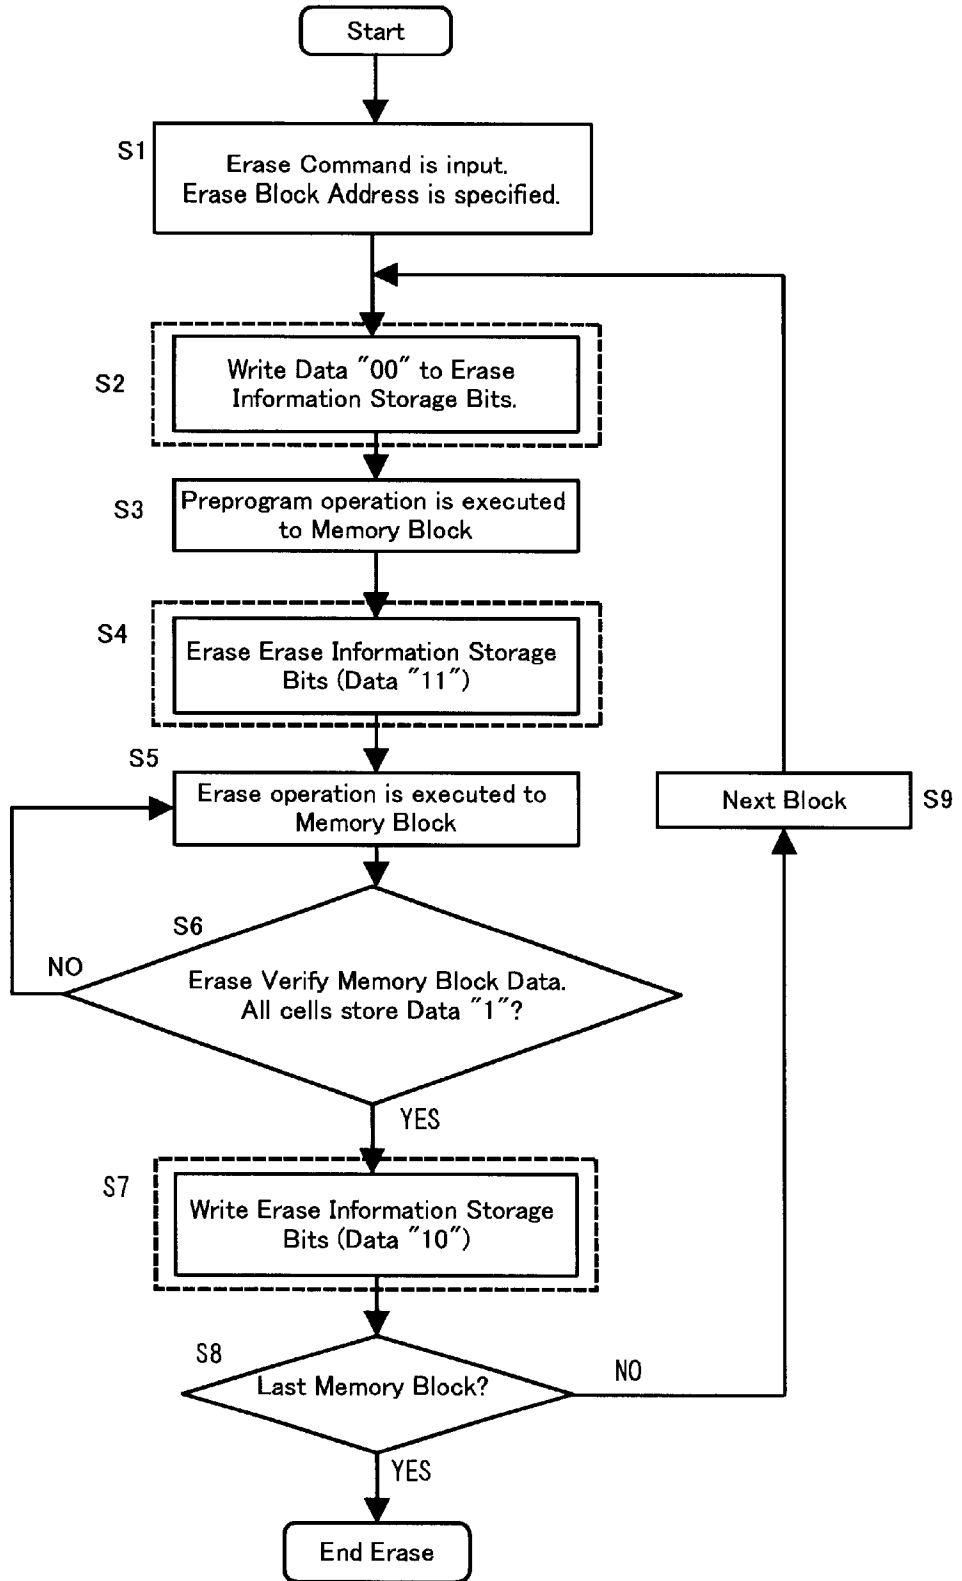 Start
S1
Erase Command is input.
Erase Block Address is specified.
S2
Write Data "00" to Erase
Information Storage Bits.
S3
Preprogram operation is executed
to Memory Block
S4
Erase Erase Information Storage
Bits (Data "11")
S5
Erase operation is executed to
Memory Block
Next Block
S9
S6
NO
Erase Verify Memory Block Data.
All cells store Data "1"?
YES
S7
Write Erase Information Storage
Bits (Data "10")
S8
Last Memory Block?
NO
YES
End Erase